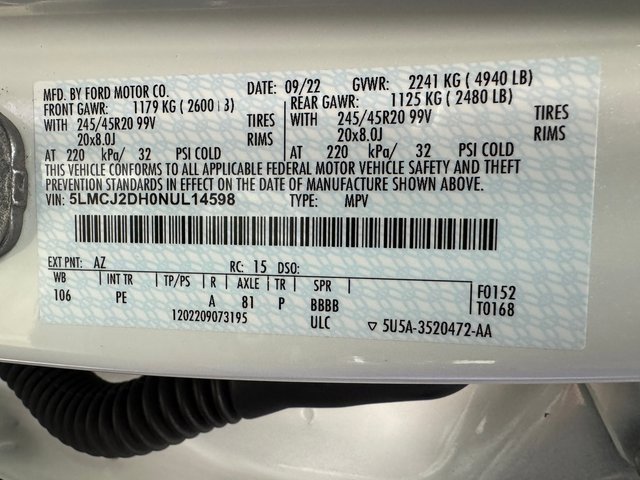 MFD. BY FORD MOTOR CO. DATE: 09/22 GVWR: 2241 KG ( 4940 LB)
FRONT GAWR: 1179 KG ( 2600 B) REAR GAWR: 1125 KG ( 2480 LB)
WITH 245/45R20 99V TIRES WITH 245/45R20 99V TIRES
20x8.0J RIMS 20x8.0J RIMS
AT 220 kPa/ 32 PSI COLD AT 220 kPa/ 32 PSI COLD
THIS VEHICLE CONFORMS TO ALL APPLICABLE FEDERAL MOTOR VEHICLE SAFETY AND THEFT
PREVENTION STANDARDS IN EFFECT ON THE DATE OF MANUFACTURE SHOWN ABOVE.
VIN: 5LMCJ2DH0NUL14598 TYPE: MPV
EXT PNT: AZ RC: 15 DSO:
WB INT TR TP/PS R AXLE TR SPR
106 PE A 81 P BBBB
F0152
T0168
1202209073195 ULC ▽ 5U5A-3520472-AA